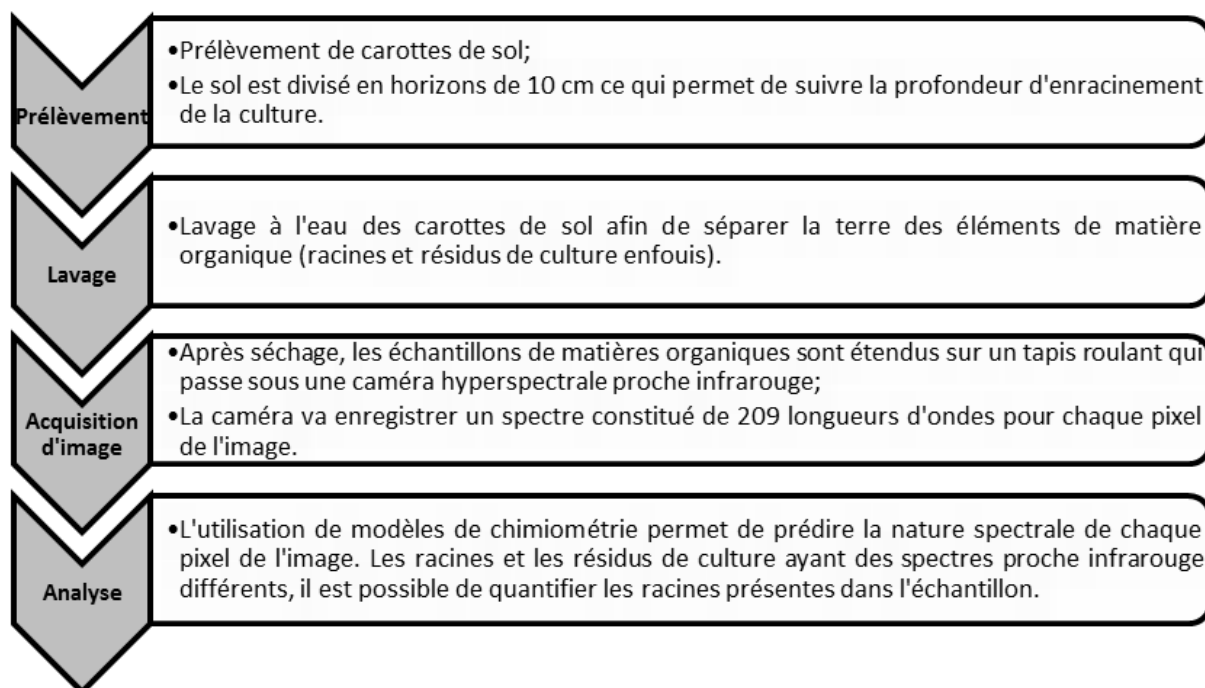 Prélèvement
•Prélèvement de carottes de sol;
•Le sol est divisé en horizons de 10 cm ce qui permet de suivre la profondeur d'enracinement
de la culture.
Lavage
•Lavage à l'eau des carottes de sol afin de séparer la terre des éléments de matière
organique (racines et résidus de culture enfouis).
Acquisition
d'image
•Après séchage, les échantillons de matières organiques sont étendus sur un tapis roulant qui
passe sous une caméra hyperspectrale proche infrarouge;
•La caméra va enregistrer un spectre constitué de 209 longueurs d'ondes pour chaque pixel
de l'image.
Analyse
•L'utilisation de modèles de chimiométrie permet de prédire la nature spectrale de chaque
pixel de l'image. Les racines et les résidus de culture ayant des spectres proche infrarouge
différents, il est possible de quantifier les racines présentes dans l'échantillon.